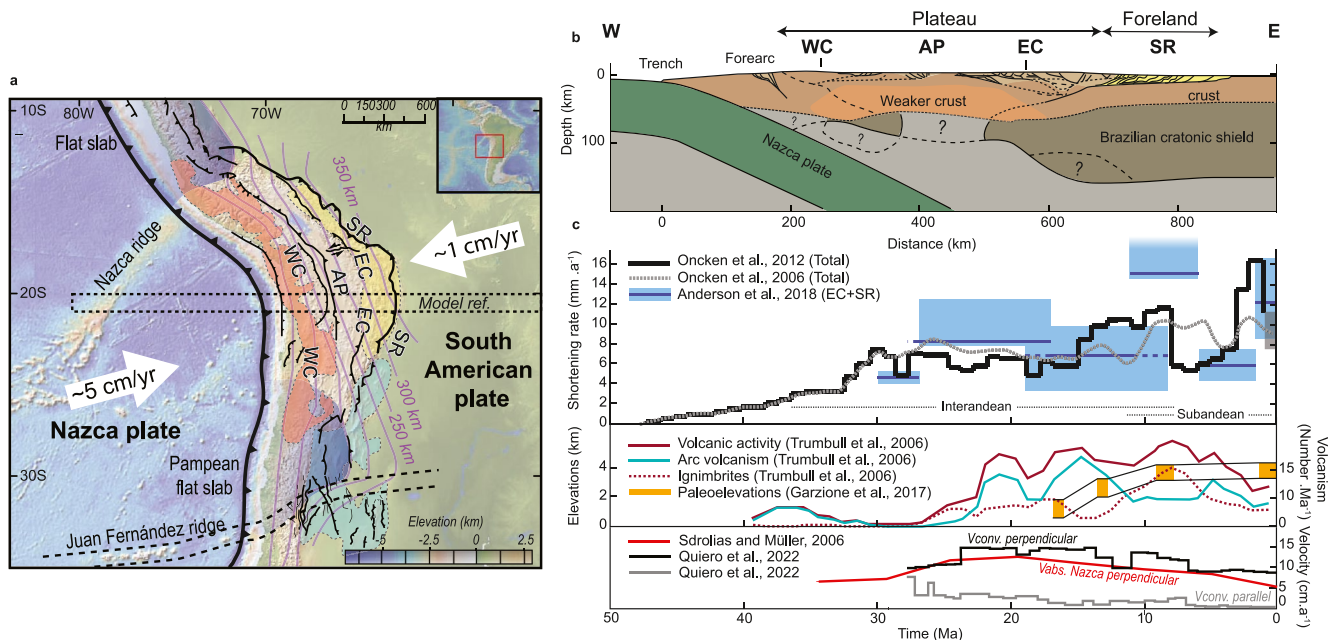 a
10S
80W
70W
0 150300 600
km
Flat slab
350 km
SR
Nazca ridge
WC
AP
EC
~1 cm/yr
20S
Model ref.
EC
SR
WC
South
American
plate
~5 cm/yr
300 km
250 km
Nazca plate
Pampean
flat slab
30S
Juan Fernández ridge
Elevation (km)
-5 -2.5 0 2.5
b
W
Plateau
Foreland
E
WC AP EC SR
Trench
Forearc
Depth (km)
0
100
Weaker crust
crust
?
?
?
?
Brazilian cratonic shield
Nazca plate
0 200 400 600 800
Distance (km)
c
Shortening rate (mm .a⁻¹)
16
14
12
10
8
6
4
2
0
Oncken et al., 2012 (Total)
Oncken et al., 2006 (Total)
Anderson et al., 2018 (EC+SR)
Interandean
Subandean
Elevations (km)
4
2
0
Volcanic activity (Trumbull et al., 2006)
Arc volcanism (Trumbull et al., 2006)
Ignimbrites (Trumbull et al., 2006)
Paleoelevations (Garzione et al., 2017)
15
10
5
0
Volcanism
(Number. Ma⁻¹)
Sdrolias and Müller, 2006
Quiero et al., 2022
Quiero et al., 2022
Vconv. perpendicular
Vabs. Nazca perpendicular
Vconv. parallel
15
10
5
0
Velocity (cm.a⁻¹)
50 40 30 20 10 0
Time (Ma)